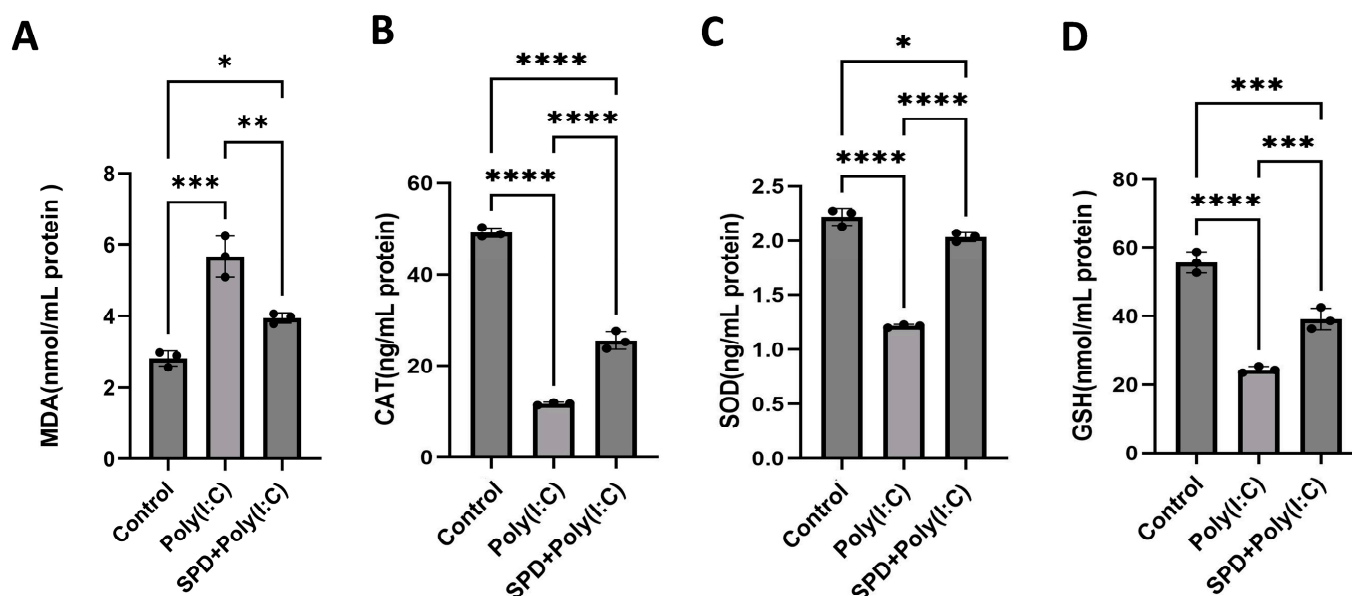 A
B
C
D
*
**
***
MDA(nmol/mL protein )
8
6
4
2
0
Control
Poly(I:C)
SPD+Poly(I:C)
****
****
****
CAT(ng/mL protein)
60
40
20
0
Control
Poly(I:C)
SPD+Poly(I:C)
*
****
****
SOD(ng/mL protein)
2.5
2.0
1.5
1.0
0.5
0.0
Control
Poly(I:C)
SPD+Poly(I:C)
***
***
****
GSH(nmol/mL protein )
80
60
40
20
0
Control
Poly(I:C)
SPD+Poly(I:C)